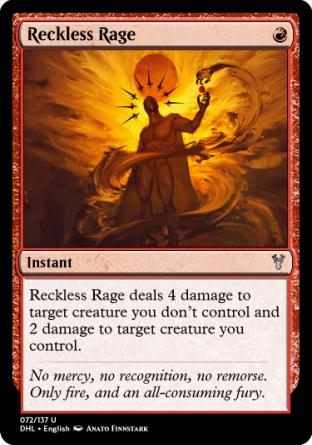 Reckless Rage
Instant
Reckless Rage deals 4 damage to
target creature you don't control and
2 damage to target creature you
control.
No mercy, no recognition, no remorse.
Only fire, and an all-consuming fury.
072/137 U
DHL • English Anato Finnstark